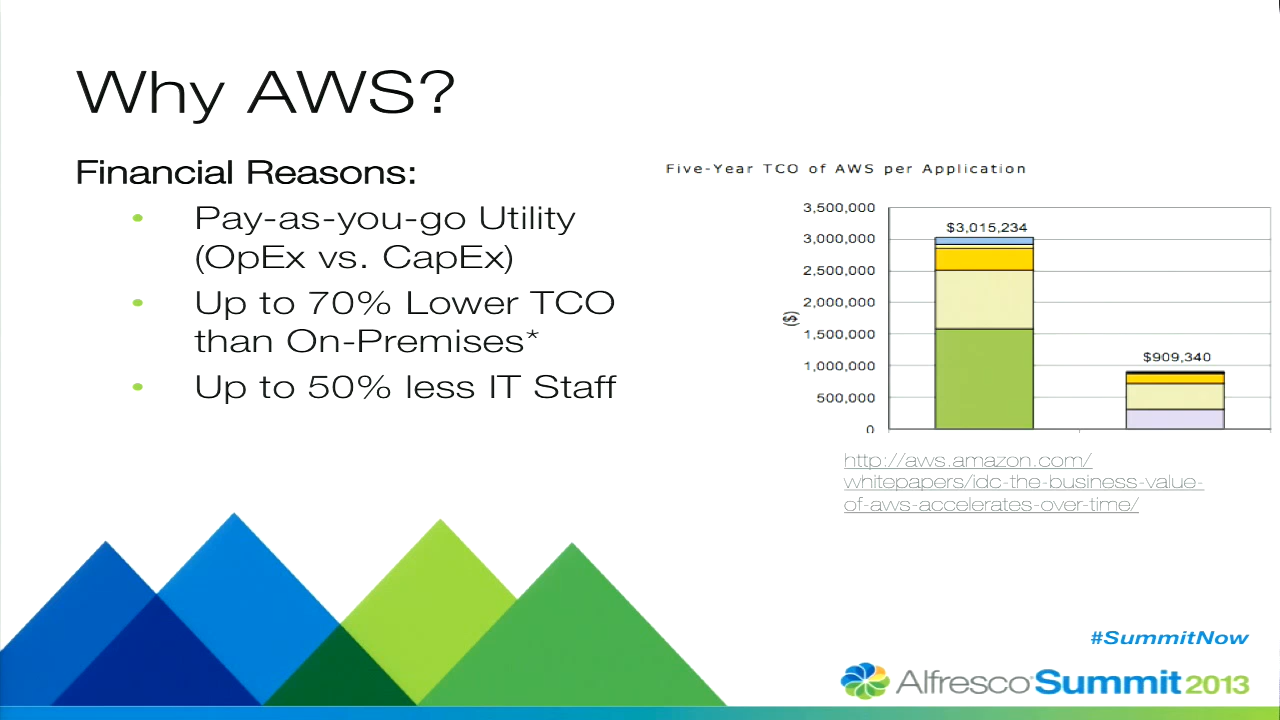 Why AWS?
Financial Reasons:
• Pay-as-you-go Utility
(OpEx vs. CapEx)
• Up to 70% Lower TCO
than On-Premises*
• Up to 50% less IT Staff
Five-Year TCO of AWS per Application
3,500,000
3,000,000
2,500,000
2,000,000
1,500,000
1,000,000
500,000
0
($)
$3,015,234
$909,340
http://aws.amazon.com/
whitepapers/idc-the-business-value-
of-aws-accelerates-over-time/
#SummitNow
Alfresco Summit 2013